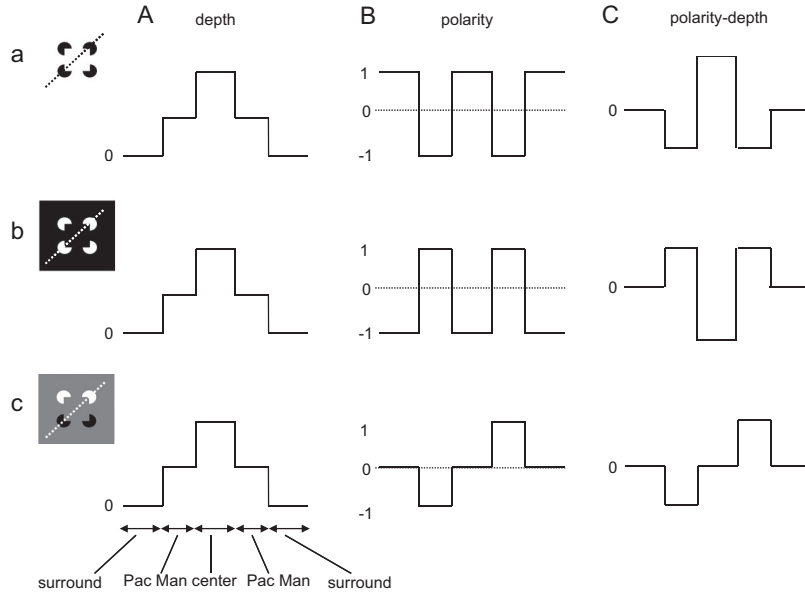 A
B
C
depth
polarity
polarity-depth
a
0
1
0
-1
0
b
0
1
0
-1
0
c
0
1
0
-1
0
surround
Pac Man
center
Pac Man
surround